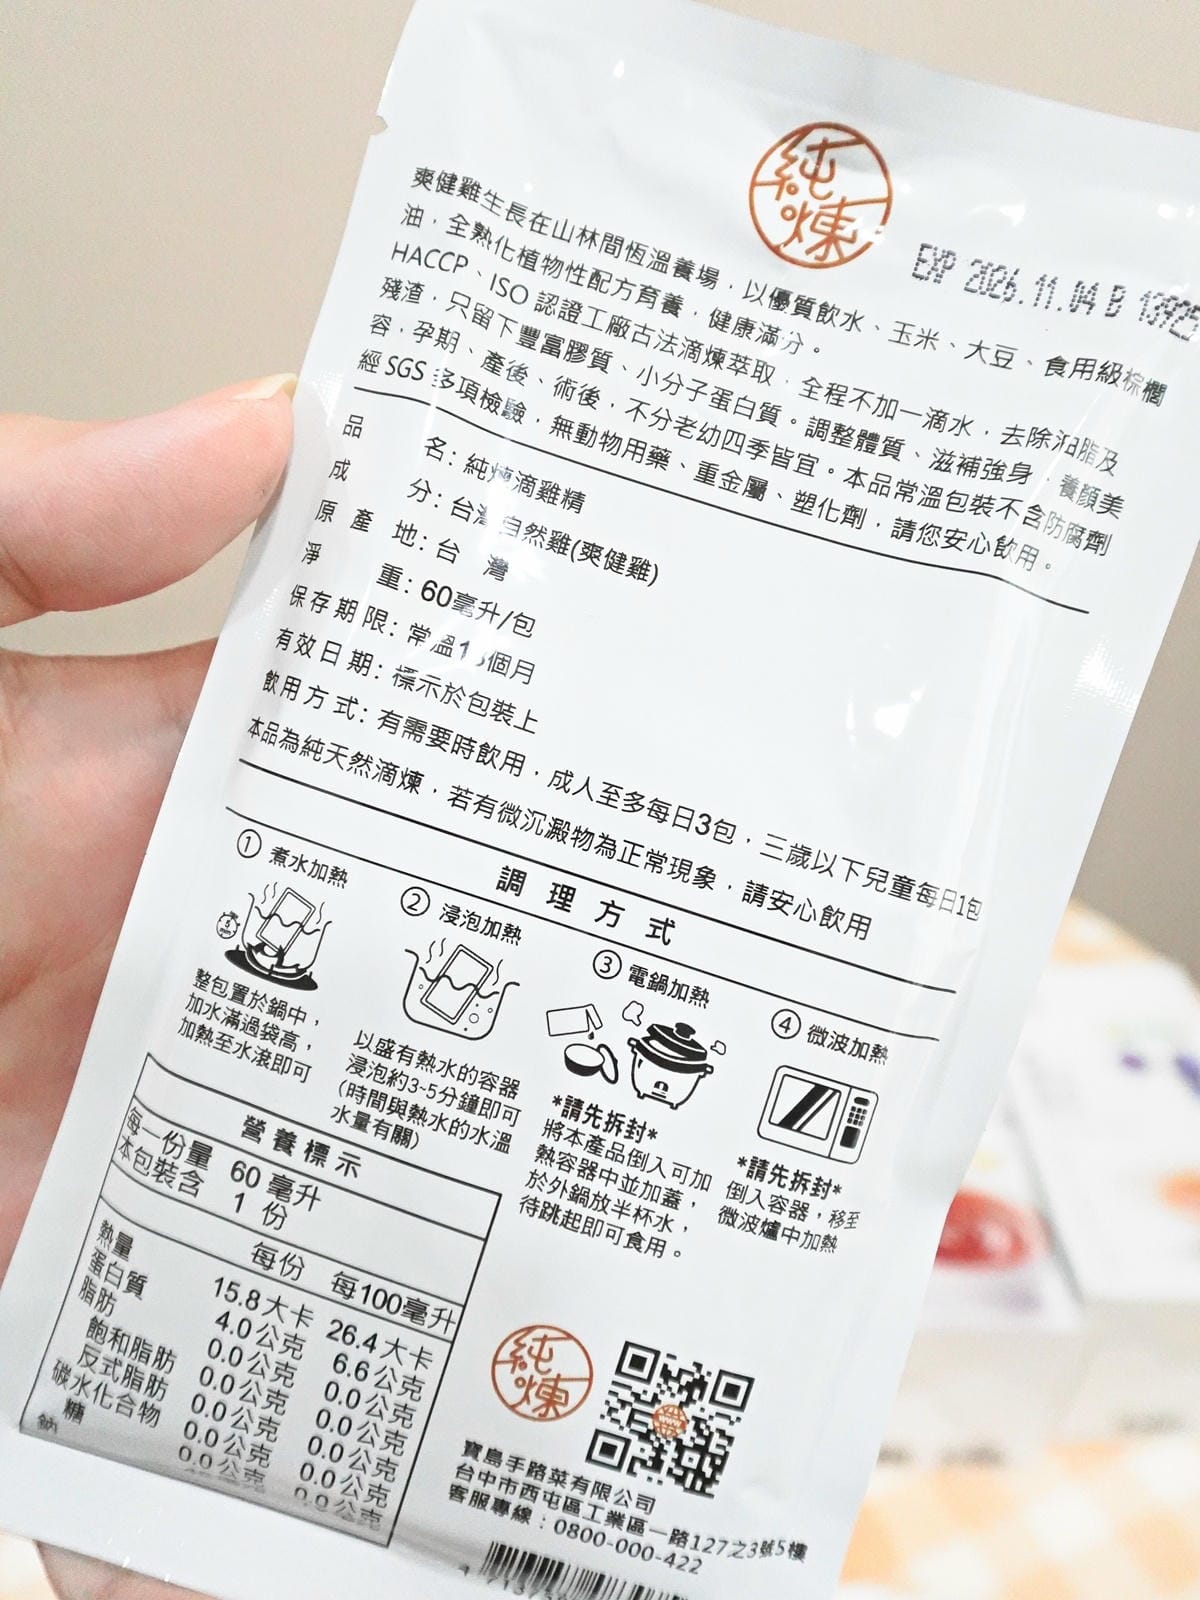 純煉
EXP 2026.11.04 B 13925
爽健雞生長在山林間恆溫養場，以優質飲水、玉米、大豆、食用級棕櫚
油，全熟化植物性配方育養，健康滿分。
HACCP、ISO 認證工廠古法滴煉萃取，全程不加一滴水，去除油脂及
殘渣，只留下豐富膠質、小分子蛋白質。調整體質、滋補強身，養顏美
容，孕期、產後、術後，不分老幼四季皆宜。本品常溫包裝不含防腐劑
經 SGS 多項檢驗，無動物用藥、重金屬、塑化劑，請您安心飲用。
品名：純煉滴雞精
成分：台灣自然雞(爽健雞)
原產地：台灣
淨重：60毫升/包
保存期限：常溫1個月
有效日期：標示於包裝上
飲用方式：有需要時飲用，成人至多每日3包，三歲以下兒童每日1包
本品為純天然滴煉，若有微沉澱物為正常現象，請安心飲用
調理方式
① 煮水加熱
整包置於鍋中，
加水滿過袋高，
加熱至水滾即可
② 浸泡加熱
以盛有熱水的容器
浸泡約3~5分鐘即可
(時間與熱水的水溫
水量有關)
③ 電鍋加熱
*請先拆封*
將本產品倒入可加
熱容器中並加蓋，
於外鍋放半杯水，
待跳起即可食用。
④ 微波加熱
*請先拆封*
倒入容器，移至
微波爐中加熱
營養標示
每一份量 60 毫升
本包裝含 1 份
每份 每100毫升
熱量 15.8大卡 26.4大卡
蛋白質 4.0公克 6.6公克
脂肪 0.0公克 0.0公克
飽和脂肪 0.0公克 0.0公克
反式脂肪 0.0公克 0.0公克
碳水化合物 0.0公克 0.0公克
糖 0.0公克 0.0公克
鈉
純煉
www
寶島手路菜有限公司
台中市西屯區工業區一路127之3號5樓
客服專線：0800-000-422